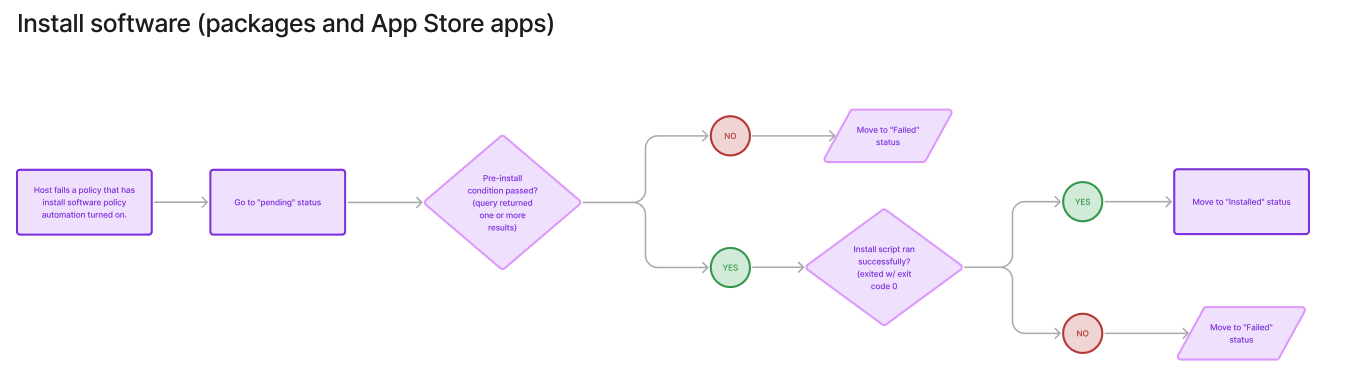 Install software (packages and App Store apps)
Host fails a policy that has
install software policy
automation turned on.
Go to "pending" status
Pre-install
condition passed?
(query returned
one or more
results)
NO
Move to "Failed"
status
YES
Install script ran
successfully?
(exited w/ exit
code 0
YES
Move to "Installed" status
NO
Move to "Failed"
status